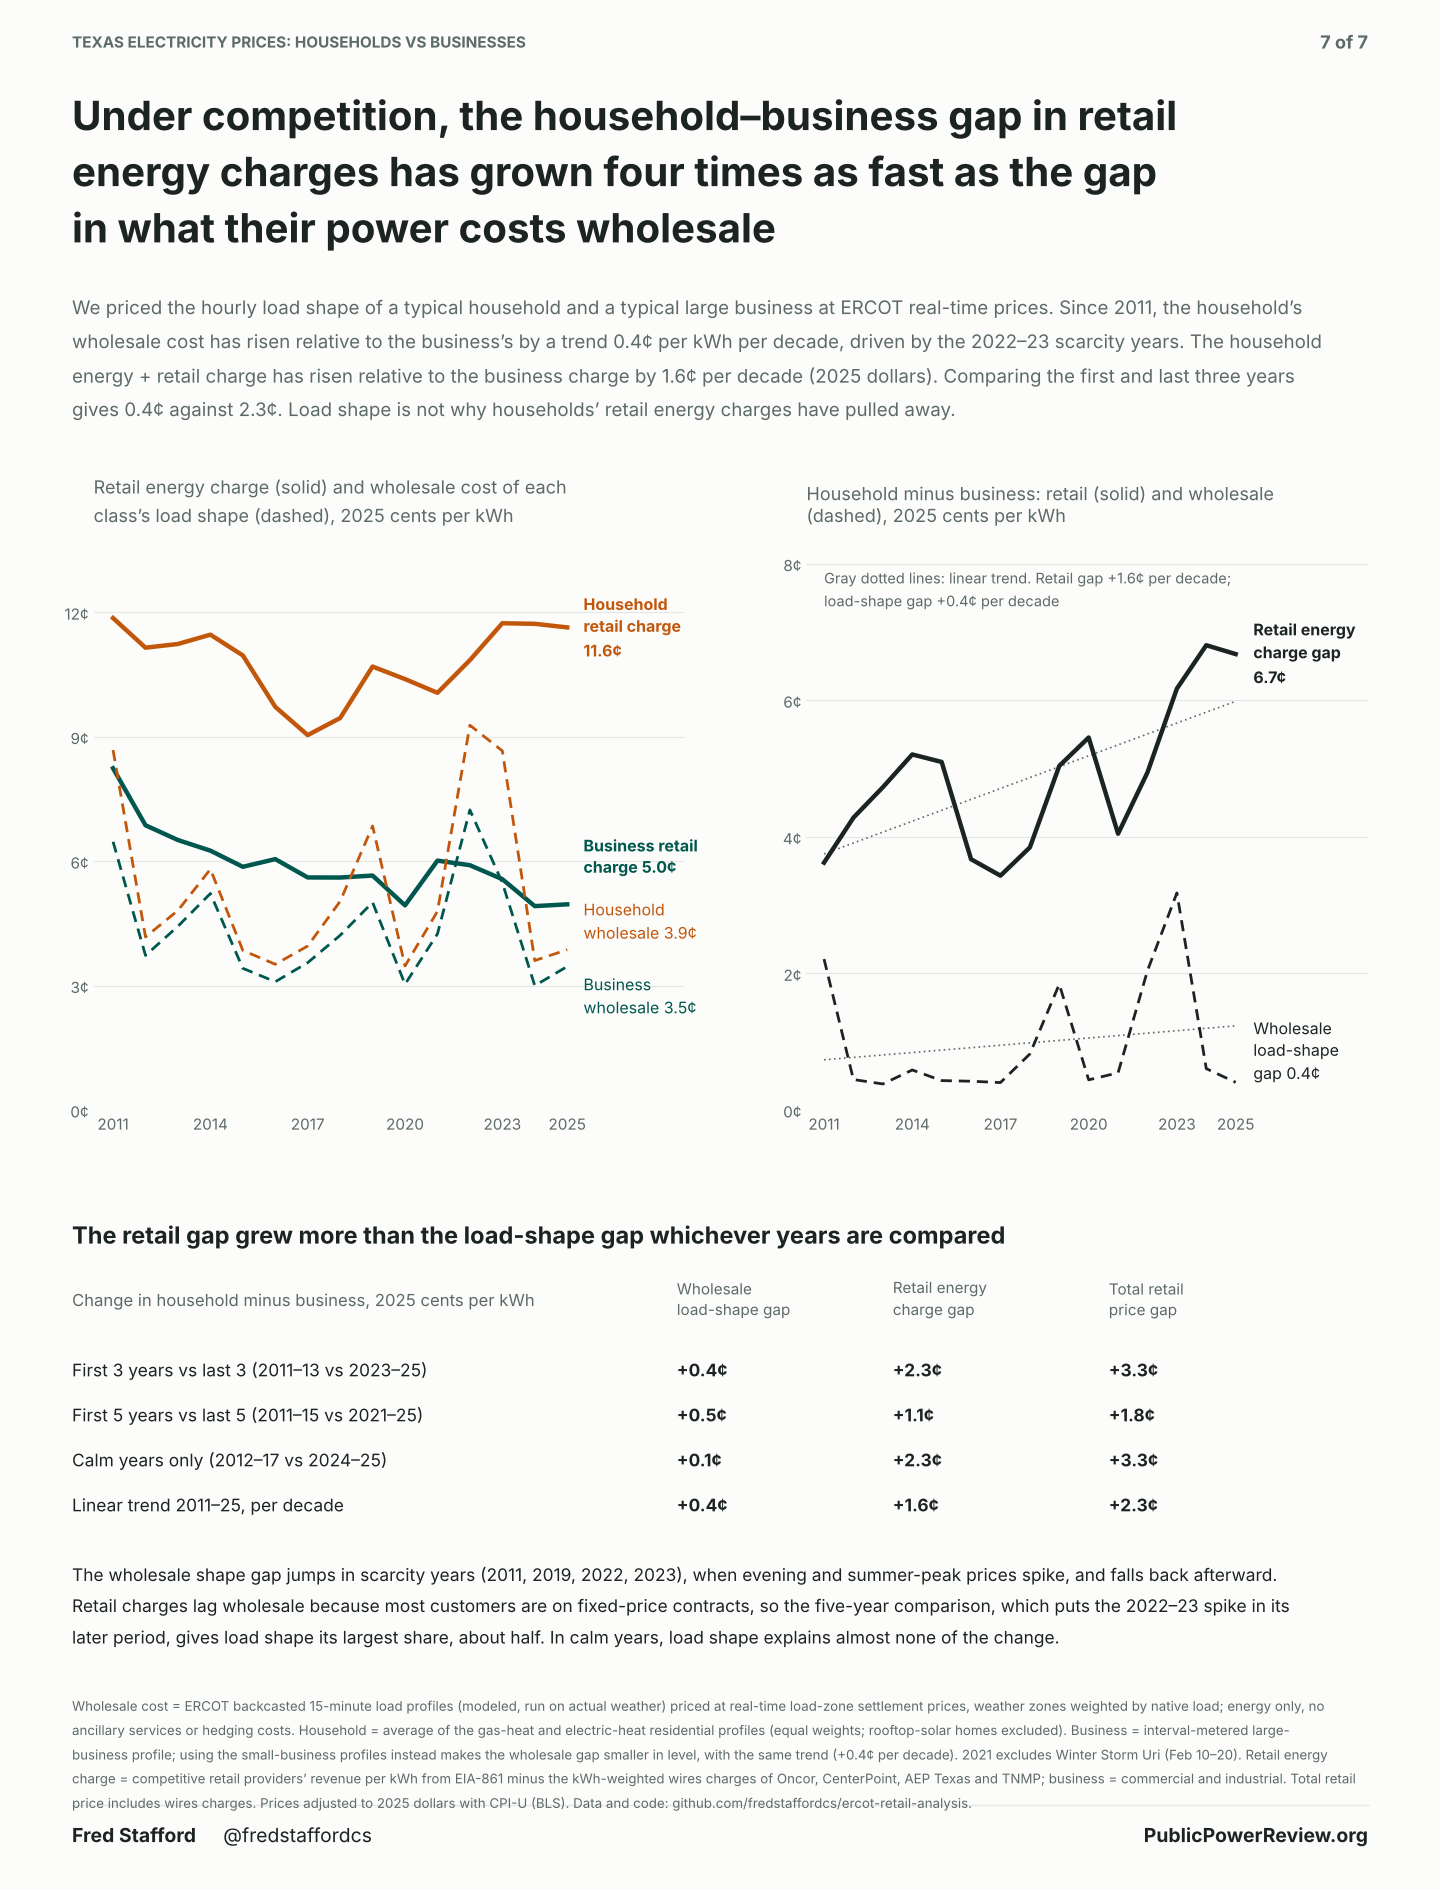 TEXAS ELECTRICITY PRICES: HOUSEHOLDS VS BUSINESSES
7 of 7
Under competition, the household–business gap in retail
energy charges has grown four times as fast as the gap
in what their power costs wholesale
We priced the hourly load shape of a typical household and a typical large business at ERCOT real-time prices. Since 2011, the household’s
wholesale cost has risen relative to the business’s by a trend 0.4¢ per kWh per decade, driven by the 2022–23 scarcity years. The household
energy + retail charge has risen relative to the business charge by 1.6¢ per decade (2025 dollars). Comparing the first and last three years
gives 0.4¢ against 2.3¢. Load shape is not why households’ retail energy charges have pulled away.
Retail energy charge (solid) and wholesale cost of each
class’s load shape (dashed), 2025 cents per kWh
12¢
9¢
6¢
3¢
0¢
Household
retail charge
11.6¢
Business retail
charge 5.0¢
Household
wholesale 3.9¢
Business
wholesale 3.5¢
2011
2014
2017
2020
2023
2025
Household minus business: retail (solid) and wholesale
(dashed), 2025 cents per kWh
8¢
Gray dotted lines: linear trend. Retail gap +1.6¢ per decade;
load-shape gap +0.4¢ per decade
6¢
4¢
2¢
0¢
Retail energy
charge gap
6.7¢
Wholesale
load-shape
gap 0.4¢
2011
2014
2017
2020
2023
2025
The retail gap grew more than the load-shape gap whichever years are compared
Change in household minus business, 2025 cents per kWh
Wholesale
load-shape gap
Retail energy
charge gap
Total retail
price gap
First 3 years vs last 3 (2011–13 vs 2023–25) +0.4¢ +2.3¢ +3.3¢
First 5 years vs last 5 (2011–15 vs 2021–25) +0.5¢ +1.1¢ +1.8¢
Calm years only (2012–17 vs 2024–25) +0.1¢ +2.3¢ +3.3¢
Linear trend 2011–25, per decade +0.4¢ +1.6¢ +2.3¢
The wholesale shape gap jumps in scarcity years (2011, 2019, 2022, 2023), when evening and summer-peak prices spike, and falls back afterward.
Retail charges lag wholesale because most customers are on fixed-price contracts, so the five-year comparison, which puts the 2022–23 spike in its
later period, gives load shape its largest share, about half. In calm years, load shape explains almost none of the change.
Wholesale cost = ERCOT backcasted 15-minute load profiles (modeled, run on actual weather) priced at real-time load-zone settlement prices, weather zones weighted by native load; energy only, no
ancillary services or hedging costs. Household = average of the gas-heat and electric-heat residential profiles (equal weights; rooftop-solar homes excluded). Business = interval-metered large-
business profile; using the small-business profiles instead makes the wholesale gap smaller in level, with the same trend (+0.4¢ per decade). 2021 excludes Winter Storm Uri (Feb 10–20). Retail energy
charge = competitive retail providers’ revenue per kWh from EIA-861 minus the kWh-weighted wires charges of Oncor, CenterPoint, AEP Texas and TNMP; business = commercial and industrial. Total retail
price includes wires charges. Prices adjusted to 2025 dollars with CPI-U (BLS). Data and code: github.com/fredstaffordcs/ercot-retail-analysis.
Fred Stafford @fredstaffordcs
PublicPowerReview.org